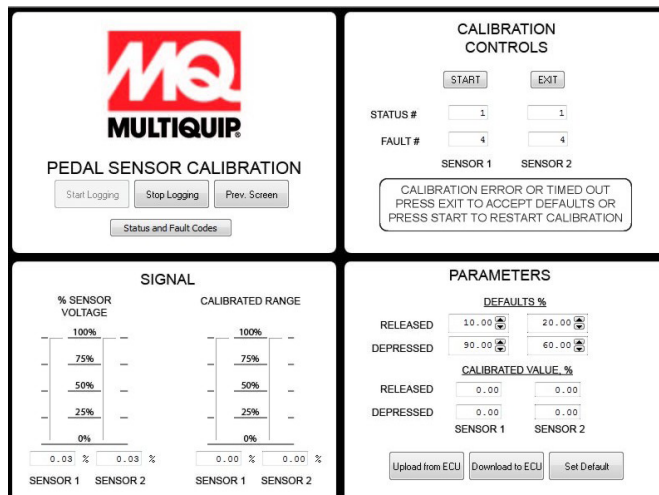 MQ
MULTIQUIP
PEDAL SENSOR CALIBRATION
Start Logging Stop Logging Prev. Screen
Status and Fault Codes
CALIBRATION
CONTROLS
START EXIT
STATUS # 1 1
FAULT # 4 4
SENSOR 1 SENSOR 2
CALIBRATION ERROR OR TIMED OUT
PRESS EXIT TO ACCEPT DEFAULTS OR
PRESS START TO RESTART CALIBRATION
SIGNAL
% SENSOR
VOLTAGE
100%
75%
50%
25%
0%
0.03 % 0.03 %
SENSOR 1 SENSOR 2
CALIBRATED RANGE
100%
75%
50%
25%
0%
0.00 % 0.00 %
SENSOR 1 SENSOR 2
PARAMETERS
DEFAULTS %
RELEASED 10.00 20.00
DEPRESSED 90.00 60.00
CALIBRATED VALUE, %
RELEASED 0.00 0.00
DEPRESSED 0.00 0.00
SENSOR 1 SENSOR 2
Upload from ECU Download to ECU Set Default